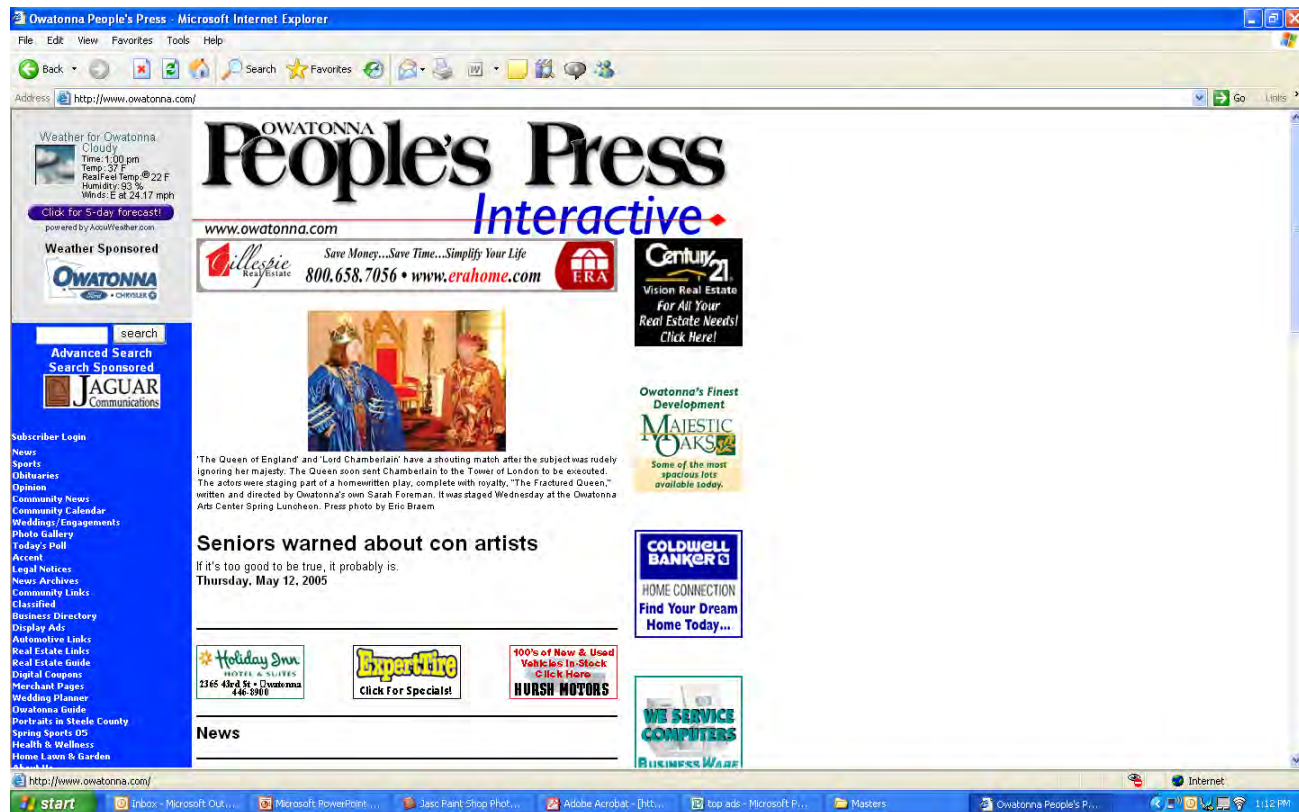 Owatonna People's Press - Microsoft Internet Explorer
File Edit View Favorites Tools Help
Back Search Favorites
Address http://www.owatonna.com/ Go Links
Weather for Owatonna
Cloudy
Time: 1:00 pm
Temp: 37 F
RealFeel Temp.® 22 F
Humidity: 93 %
Winds: E at 24.17 mph
Click for 5-day forecast!
powered by AccuWeather.com
Weather Sponsored
OWATONNA
Ford • CHRYSLER
search
Advanced Search
Search Sponsored
JAGUAR
Communications
Subscriber Login
News
Sports
Obituaries
Opinion
Community News
Community Calendar
Weddings/Engagements
Photo Gallery
Today's Poll
Accent
Legal Notices
News Archives
Community Links
Classified
Business Directory
Display Ads
Automotive Links
Real Estate Links
Real Estate Guide
Digital Coupons
Merchant Pages
Wedding Planner
Owatonna Guide
Portraits in Steele County
Spring Sports 05
Health & Wellness
Home Lawn & Garden
About Us
OWATONNA
People's Press
Interactive
www.owatonna.com
Gillespie
Real Estate
Save Money...Save Time...Simplify Your Life
800.658.7056 • www.erahome.com
ERA
'The Queen of England' and 'Lord Chamberlain' have a shouting match after the subject was rudely
ignoring her majesty. The Queen soon sent Chamberlain to the Tower of London to be executed.
The actors were staging part of a homewritten play, complete with royalty, "The Fractured Queen,"
written and directed by Owatonna's own Sarah Foreman. It was staged Wednesday at the Owatonna
Arts Center Spring Luncheon. Press photo by Eric Braem
Seniors warned about con artists
If it's too good to be true, it probably is.
Thursday, May 12, 2005
Holiday Inn
HOTEL & SUITES
2365 43rd St • Owatonna
446-8900
ExpertTire
Click For Specials!
100's of New & Used
Vehicles In-Stock
Click Here
HURSH MOTORS
News
Century 21
Vision Real Estate
For All Your
Real Estate Needs!
Click Here!
Owatonna's Finest
Development
MAJESTIC
OAKS
Some of the most
spacious lots
available today.
COLDWELL
BANKER
HOME CONNECTION
Find Your Dream
Home Today...
WE SERVICE
COMPUTERS
BUSINESSWARE
http://www.owatonna.com/ Internet
start Inbox - Microsoft Out... Microsoft PowerPoint ... Jasc Paint Shop Phot... Adobe Acrobat - [htt... top ads - Microsoft P... Masters Owatonna People's P... 1:12 PM